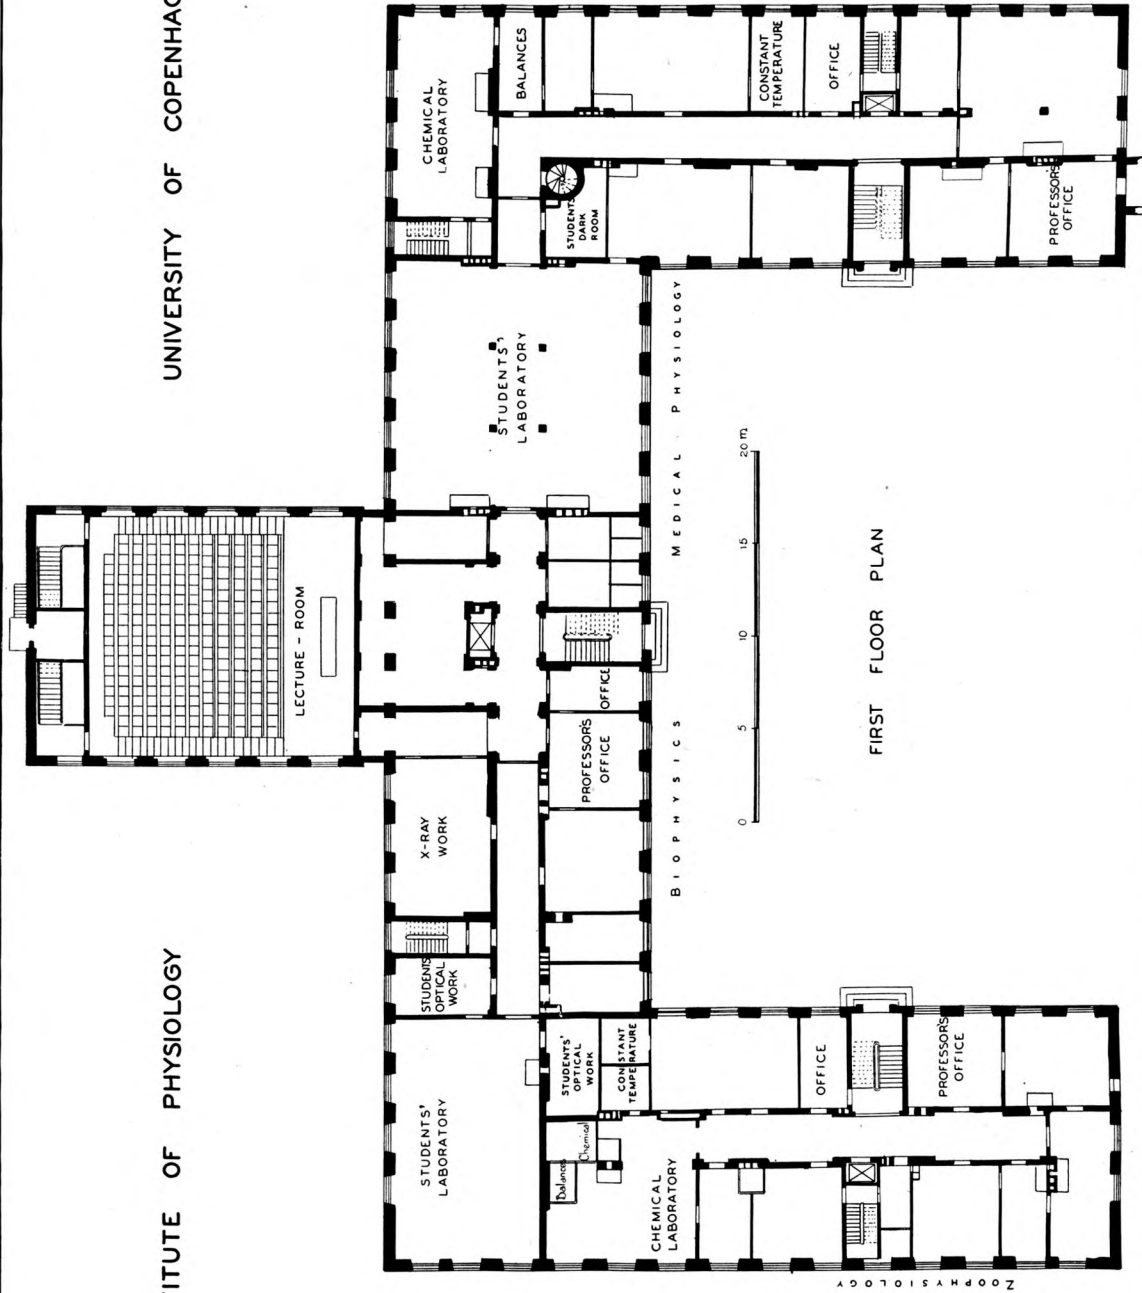 TITUTE OF PHYSIOLOGY
UNIVERSITY OF COPENHAG
STUDENTS'
LABORATORY
STUDENTS
OPTICAL
WORK
X-RAY
WORK
LECTURE - ROOM
STUDENTS'
LABORATORY
CHEMICAL
LABORATORY
BALANCES
CONSTANT
TEMPERATURE
OFFICE
STUDENTS
DARK
ROOM
PROFESSOR'S
OFFICE
Balances
Chemical
CHEMICAL
LABORATORY
STUDENTS'
OPTICAL
WORK
CONSTANT
TEMPERATURE
OFFICE
PROFESSOR'S
OFFICE
PROFESSOR'S
OFFICE
OFFICE
BIOPHYSICS
MEDICAL PHYSIOLOGY
ZOOPHYSIOLOGY
0 5 10 15 20 m
FIRST FLOOR PLAN